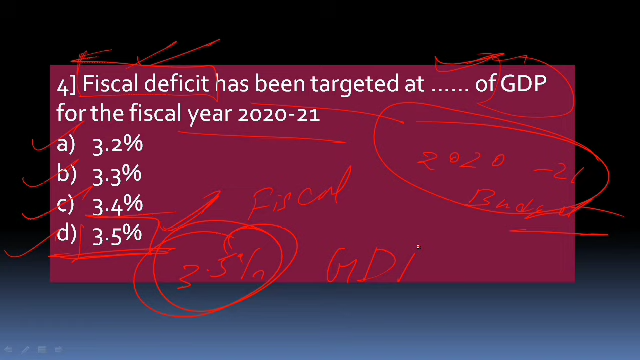 4] Fiscal deficit has been targeted at ...... of GDP
for the fiscal year 2020-21
a) 3.2%
b) 3.3%
c) 3.4%
d) 3.5%
2020 -21
Budget
Fiscal
3.5%
GDP